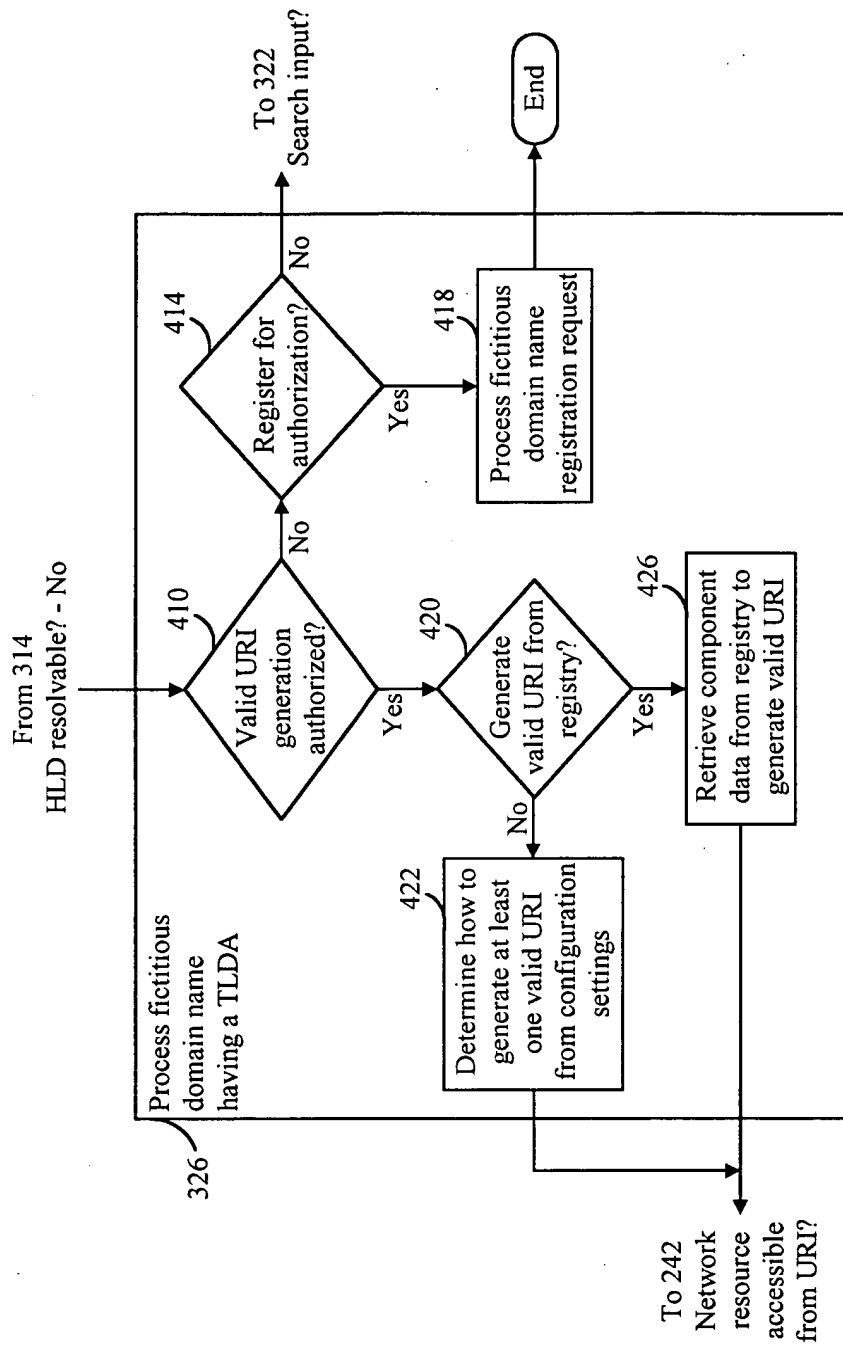 From 314
HLD resolvable? - No
Process fictitious
domain name
having a TLDA
326
410
Valid URI
generation
authorized?
No
Yes
414
Register for
authorization?
No
To 322
Search input?
Yes
418
Process fictitious
domain name
registration request
End
420
Generate
valid URI from
registry?
No
Yes
422
Determine how to
generate at least
one valid URI
from configuration
settings
426
Retrieve component
data from registry to
generate valid URI
To 242
Network
resource
accessible
from URI?